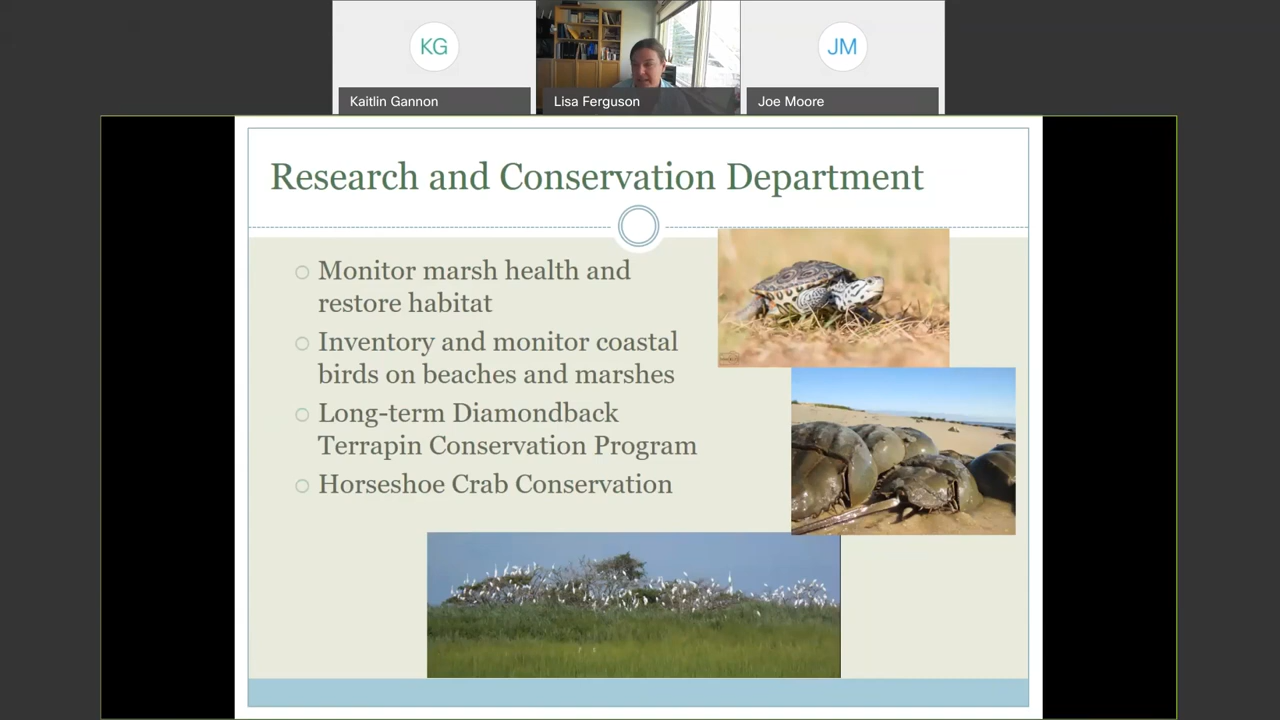 KG
JM
Kaitlin Gannon
Lisa Ferguson
Joe Moore
Research and Conservation Department
Monitor marsh health and
restore habitat
Inventory and monitor coastal
birds on beaches and marshes
Long-term Diamondback
Terrapin Conservation Program
Horseshoe Crab Conservation